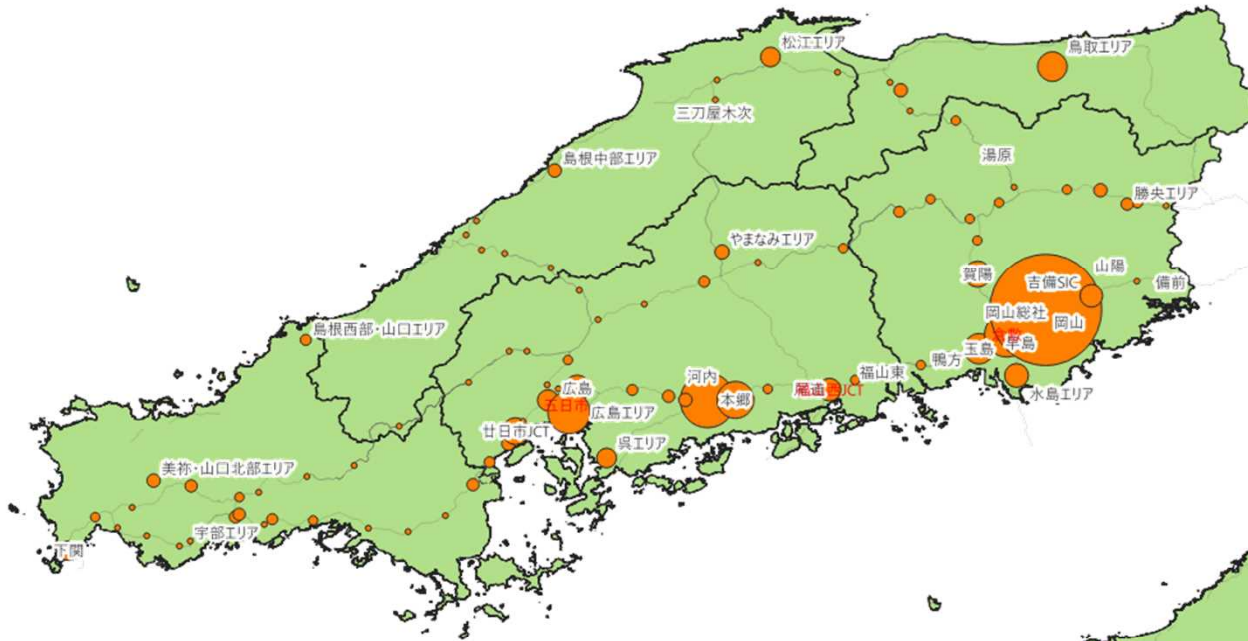 松江エリア
鳥取エリア
三刀屋木次
島根中部エリア
湯原
勝央エリア
やまなみエリア
賀陽
吉備SIC
山陽
備前
岡山総社
岡山
島根西部・山口エリア
玉島
早島
鴨方
福山東
水島エリア
河内
本郷
広島
五日市
広島エリア
廿日市JCT
呉エリア
美祢・山口北部エリア
宇部エリア
下関